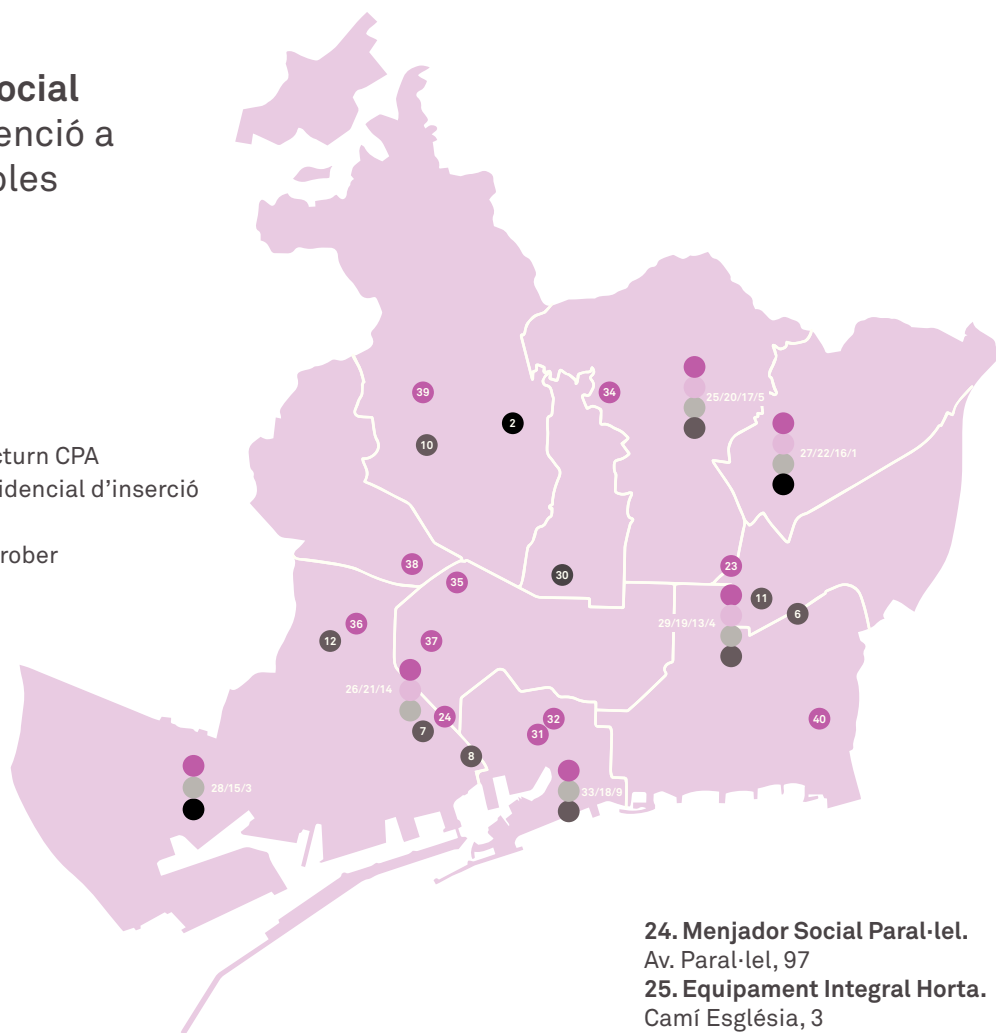 ocial
enció a
bles
cturn CPA
idencial d'inserció
rober
39
34
25/20/17/5
2
10
27/22/16/1
38
30
23
35
11
6
36
29/19/13/4
12
37
26/21/14
24
32
40
7
31
8
28/15/3
33/18/9
24. Menjador Social Paral·lel.
Av. Paral·lel, 97
25. Equipament Integral Horta.
Camí Església, 3